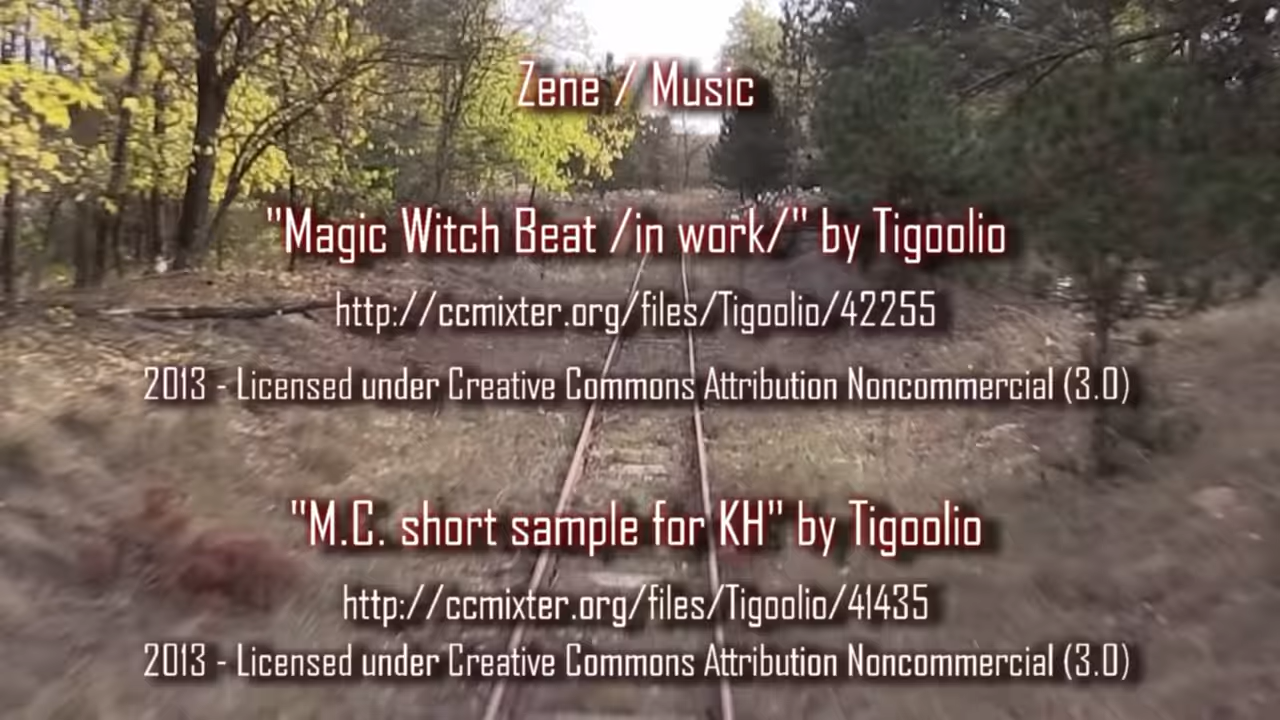 Zene / Music
"Magic Witch Beat /in work/" by Tigoolio
http://ccmixter.org/files/Tigoolio/42255
2013 - Licensed under Creative Commons Attribution Noncommercial (3.0)
"M.C. short sample for KH" by Tigoolio
http://ccmixter.org/files/Tigoolio/41435
2013 - Licensed under Creative Commons Attribution Noncommercial (3.0)